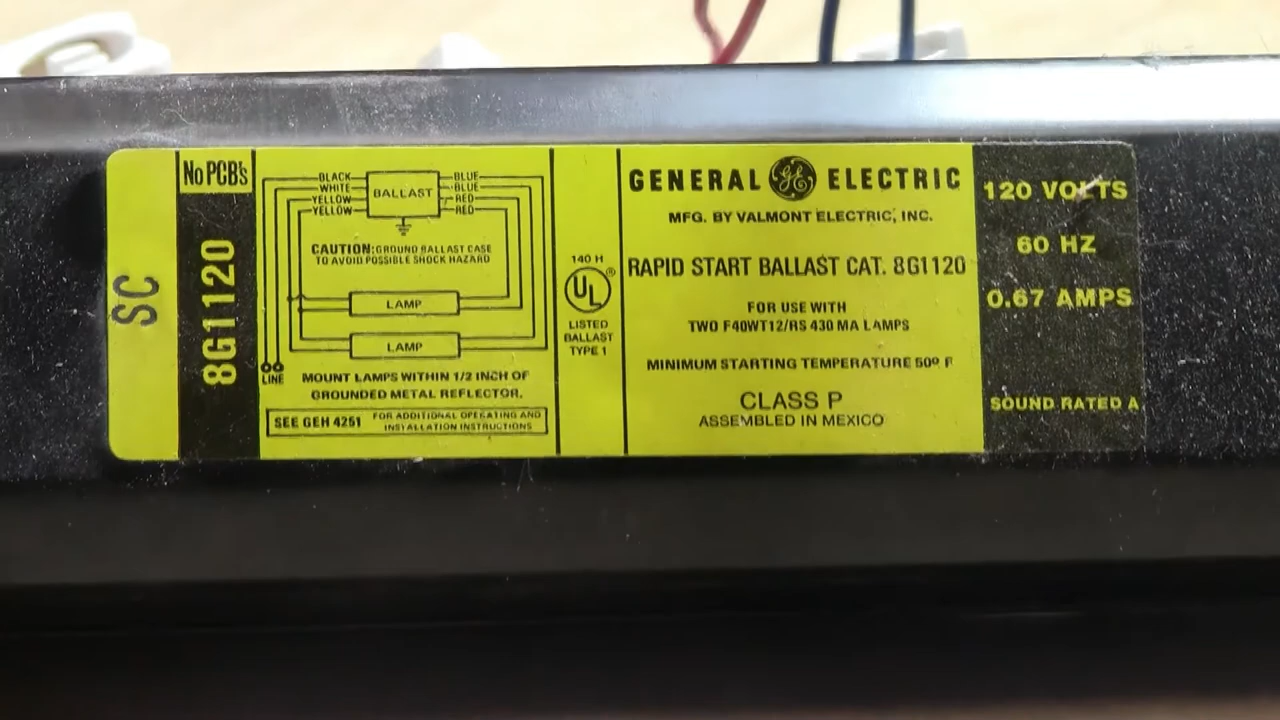 SC
No PCB's
8G1120
BLACK
WHITE
YELLOW
YELLOW
BALLAST
BLUE
BLUE
RED
RED
CAUTION: GROUND BALLAST CASE
TO AVOID POSSIBLE SHOCK HAZARD
LAMP
LAMP
LINE
MOUNT LAMPS WITHIN 1/2 INCH OF
GROUNDED METAL REFLECTOR.
SEE GEH 4251
FOR ADDITIONAL OPERATING AND
INSTALLATION INSTRUCTIONS
140 H
UL®
LISTED
BALLAST
TYPE 1
GENERAL GE ELECTRIC
MFG. BY VALMONT ELECTRIC, INC.
RAPID START BALLAST CAT. 8G1120
FOR USE WITH
TWO F40WT12/RS 430 MA LAMPS
MINIMUM STARTING TEMPERATURE 50º F
CLASS P
ASSEMBLED IN MEXICO
120 VOLTS
60 HZ
0.67 AMPS
SOUND RATED A